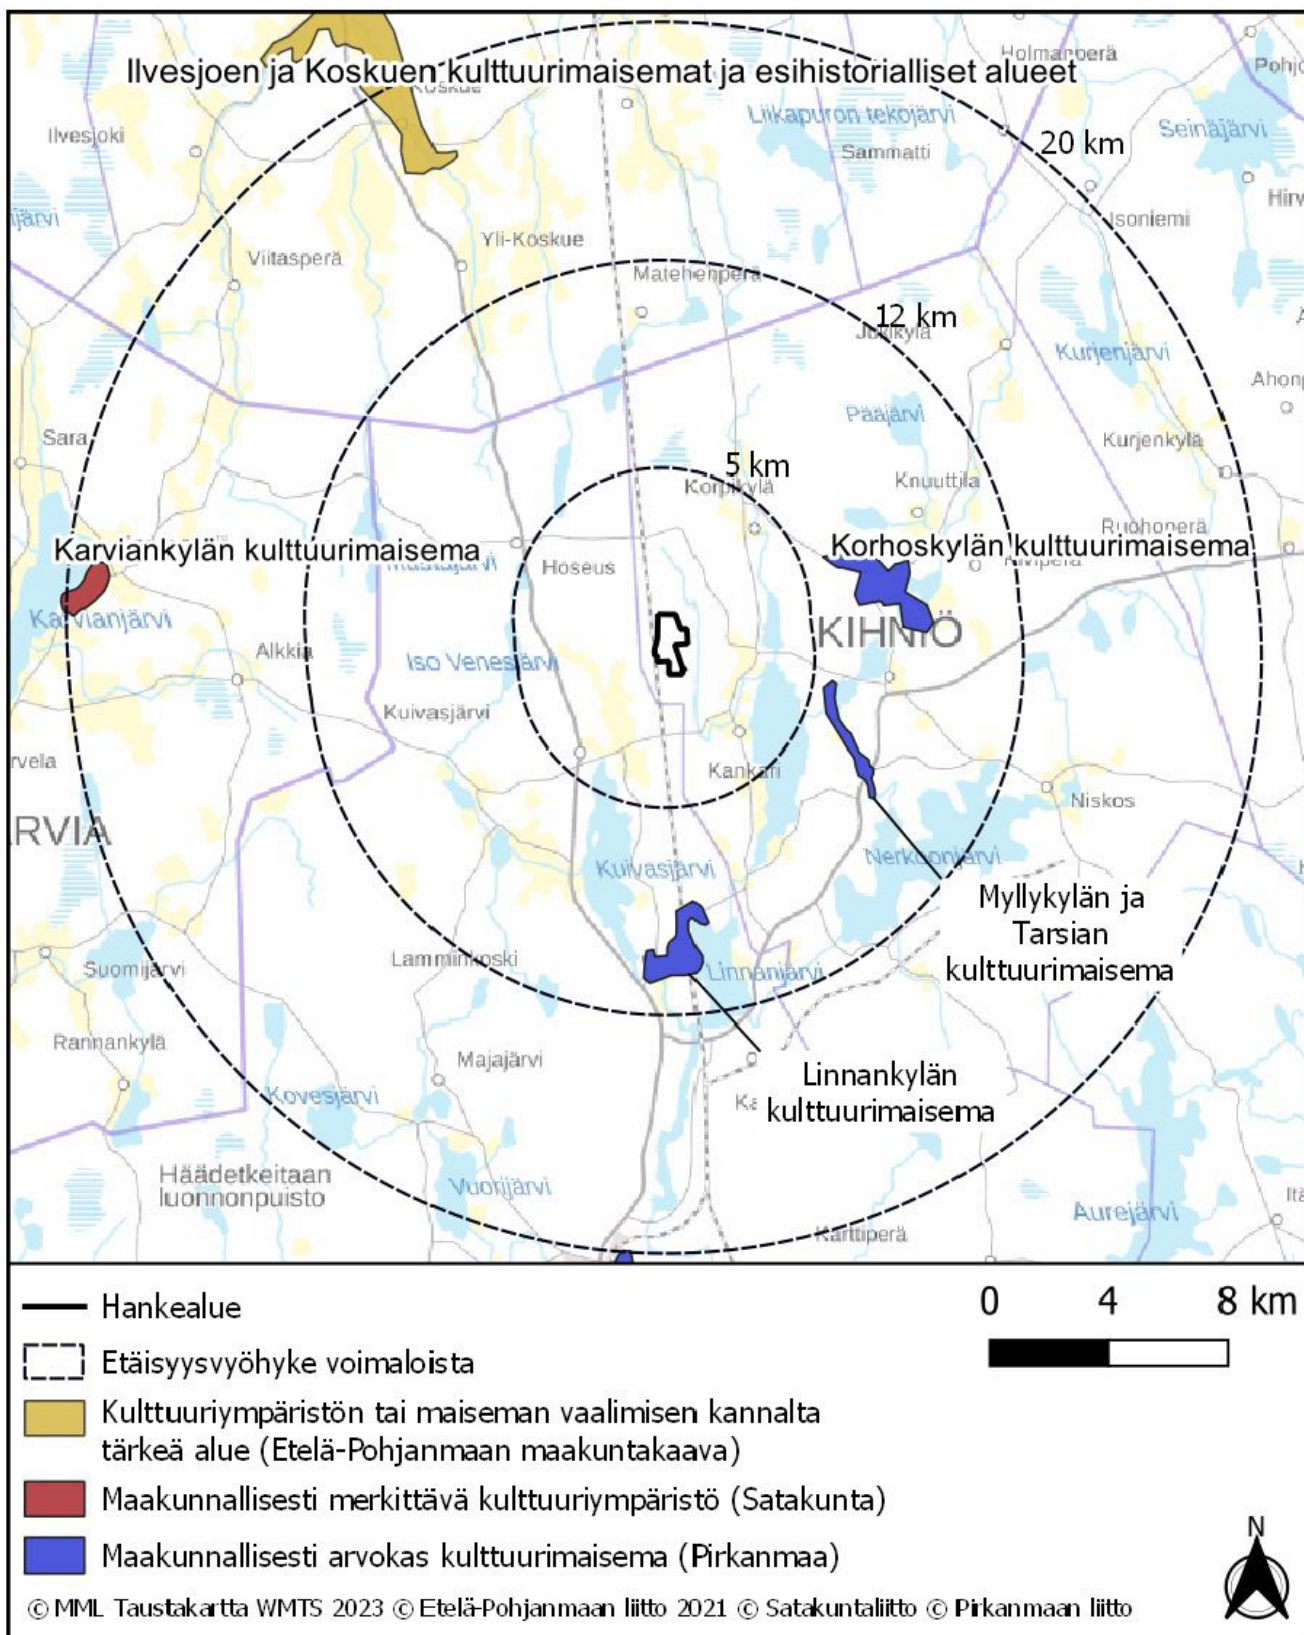 Holmanperä
Ilvesjoen ja Koskuen kulttuurimaisemat ja esihistorialliset alueet
Koskue
Liikapuron tekojärvi
Seinäjärvi
Ilvesjoki
20 km
Sammatti
Isoniemi
Yli-Koskue
Viitasperä
Matehenperä
12 km
Kurjenjärvi
Pääjärvi
Sara
Kurjenkylä
5 km
Korpikylä
Knuuttila
Ruohoperä
Karviankylän kulttuurimaisema
Korhoskylän kulttuurimaisema
Hoseus
Karvianjärvi
KIHNIÖ
Alkkia
Iso Venesjärvi
Kuivasjärvi
Kankari
Niskos
RVIA
Kuivasjärvi
Nerkoonjärvi
Myllykylän ja
Tarsian
kulttuurimaisema
Lamminkoski
Suomijärvi
Linnanjärvi
Rannankylä
Majajärvi
Linnankylän
kulttuurimaisema
Kovesjärvi
Häädetkeitaan
luonnonpuisto
Vuorijärvi
Aurejärvi
Karttiperä
Hankealue
0 4 8 km
Etäisyysvyöhyke voimaloista
Kulttuuriympäristön tai maiseman vaalimisen kannalta
tärkeä alue (Etelä-Pohjanmaan maakuntakaava)
Maakunnallisesti merkittävä kulttuuriympäristö (Satakunta)
Maakunnallisesti arvokas kulttuurimaisema (Pirkanmaa)
N
© MML Taustakartta WMTS 2023 © Etelä-Pohjanmaan liitto 2021 © Satakuntaliitto © Pirkanmaan liitto